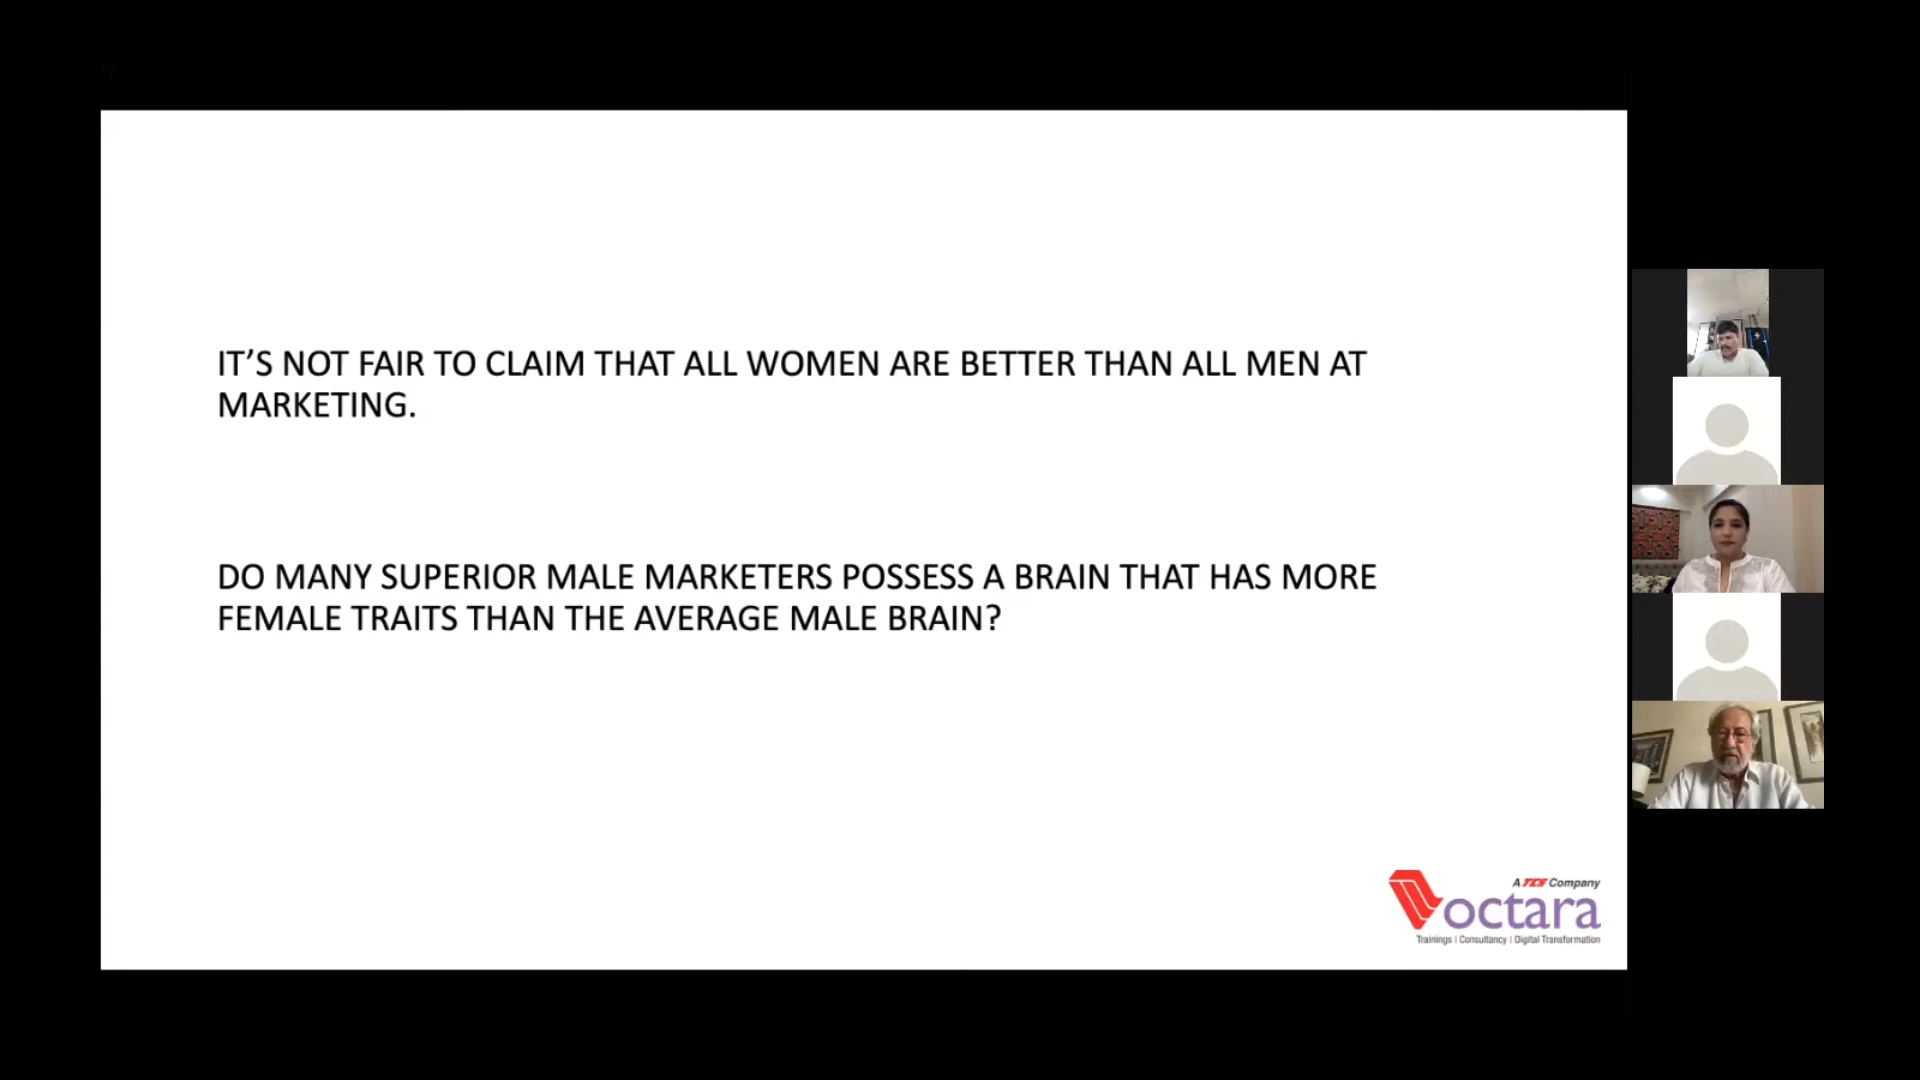 IT’S NOT FAIR TO CLAIM THAT ALL WOMEN ARE BETTER THAN ALL MEN AT
MARKETING.
DO MANY SUPERIOR MALE MARKETERS POSSESS A BRAIN THAT HAS MORE
FEMALE TRAITS THAN THE AVERAGE MALE BRAIN?
A TCS Company
octara
Trainings | Consultancy | Digital Transformation